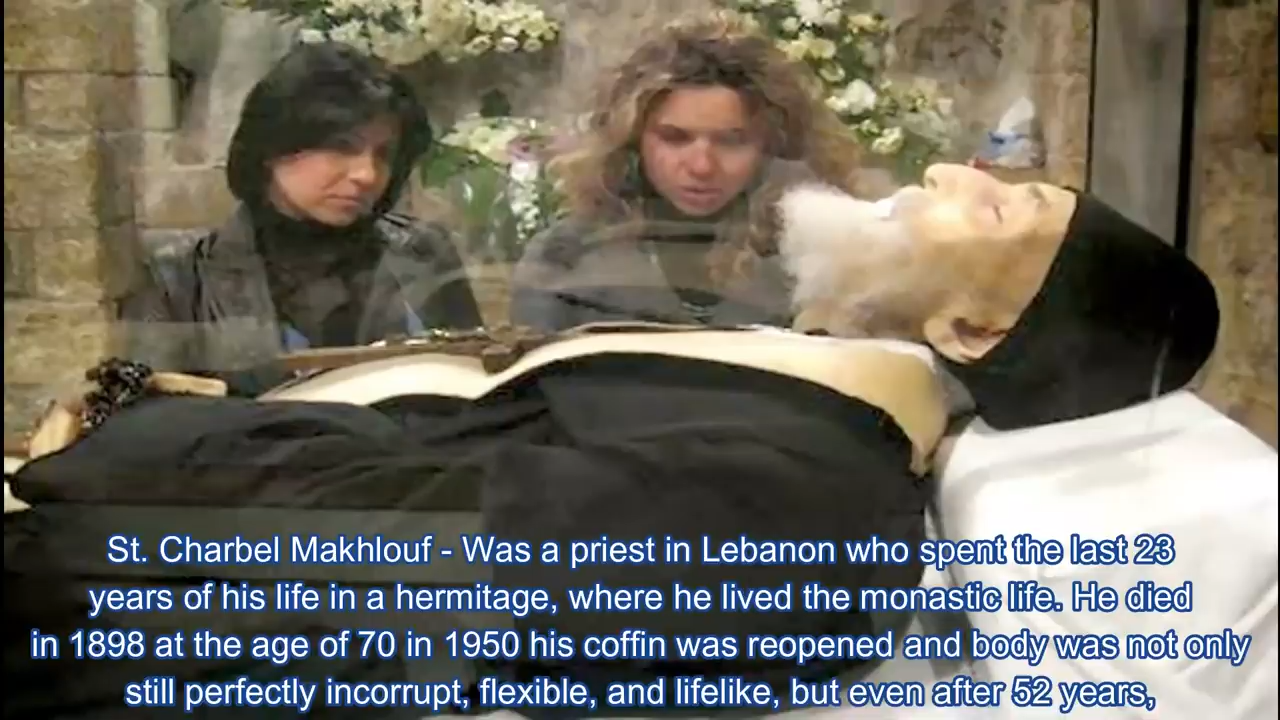 St. Charbel Makhlouf - Was a priest in Lebanon who spent the last 23
years of his life in a hermitage, where he lived the monastic life. He died
in 1898 at the age of 70 in 1950 his coffin was reopened and body was not only
still perfectly incorrupt, flexible, and lifelike, but even after 52 years,